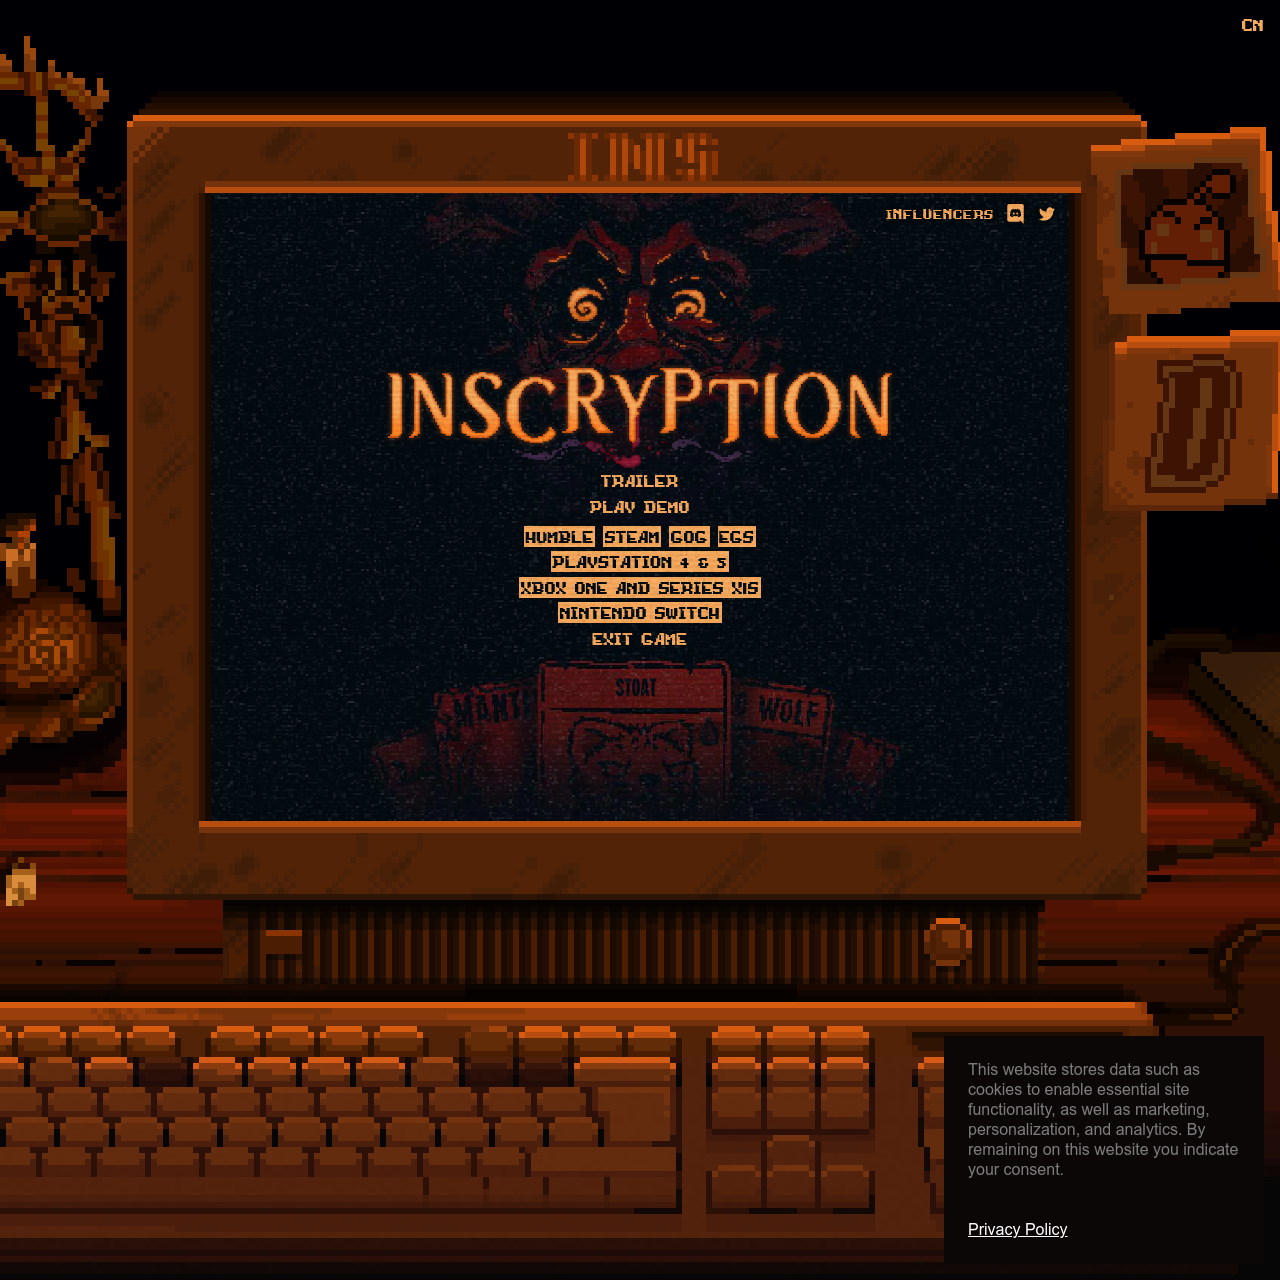 CN
INFLUENCERS
INSCRYPTION
TRAILER
PLAY DEMO
HUMBLE STEAM GOG EGS
PLAYSTATION 4 & 5
XBOX ONE AND SERIES X|S
NINTENDO SWITCH
EXIT GAME
STOAT
WOLF
This website stores data such as
cookies to enable essential site
functionality, as well as marketing,
personalization, and analytics. By
remaining on this website you indicate
your consent.
Privacy Policy